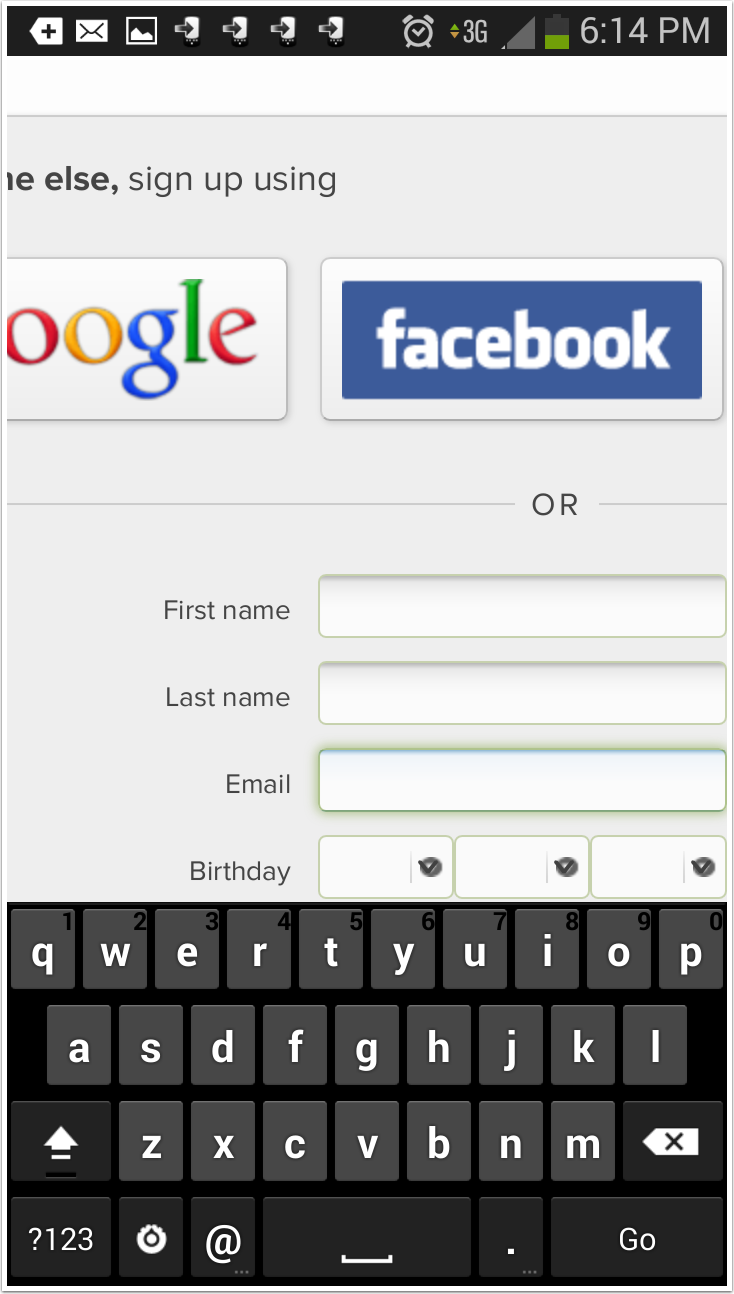 3G 6:14 PM
ne else, sign up using
oogle facebook
OR
First name
Last name
Email
Birthday
1 2 3 4 5 6 7 8 9 0
q w e r t y u i o p
a s d f g h j k l
z x c v b n m
?123 @ . Go